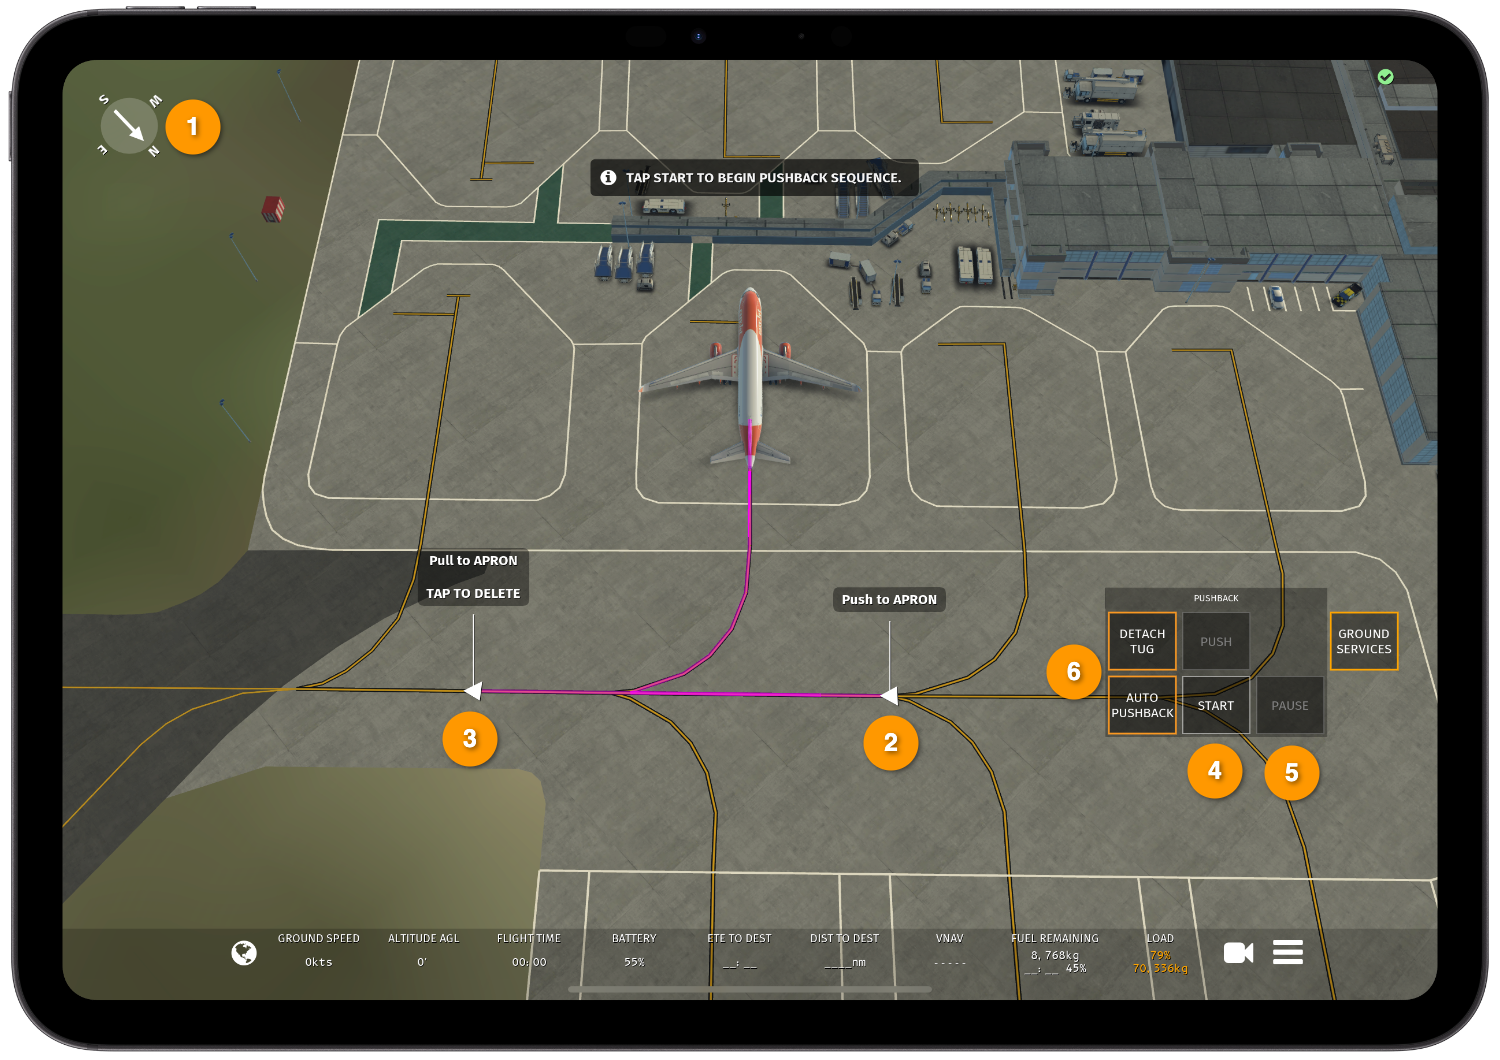 S
W
1
E
N
TAP START TO BEGIN PUSHBACK SEQUENCE.
Pull to APRON
TAP TO DELETE
Push to APRON
PUSHBACK
DETACH
TUG
PUSH
GROUND
SERVICES
6
AUTO
PUSHBACK
START
PAUSE
3
2
4
5
GROUND SPEED
0kts
ALTITUDE AGL
0'
FLIGHT TIME
00:00
BATTERY
55%
ETE TO DEST
__:__
DIST TO DEST
____nm
VNAV
-----
FUEL REMAINING
8,768kg
__:__ 45%
LOAD
79%
70,336kg